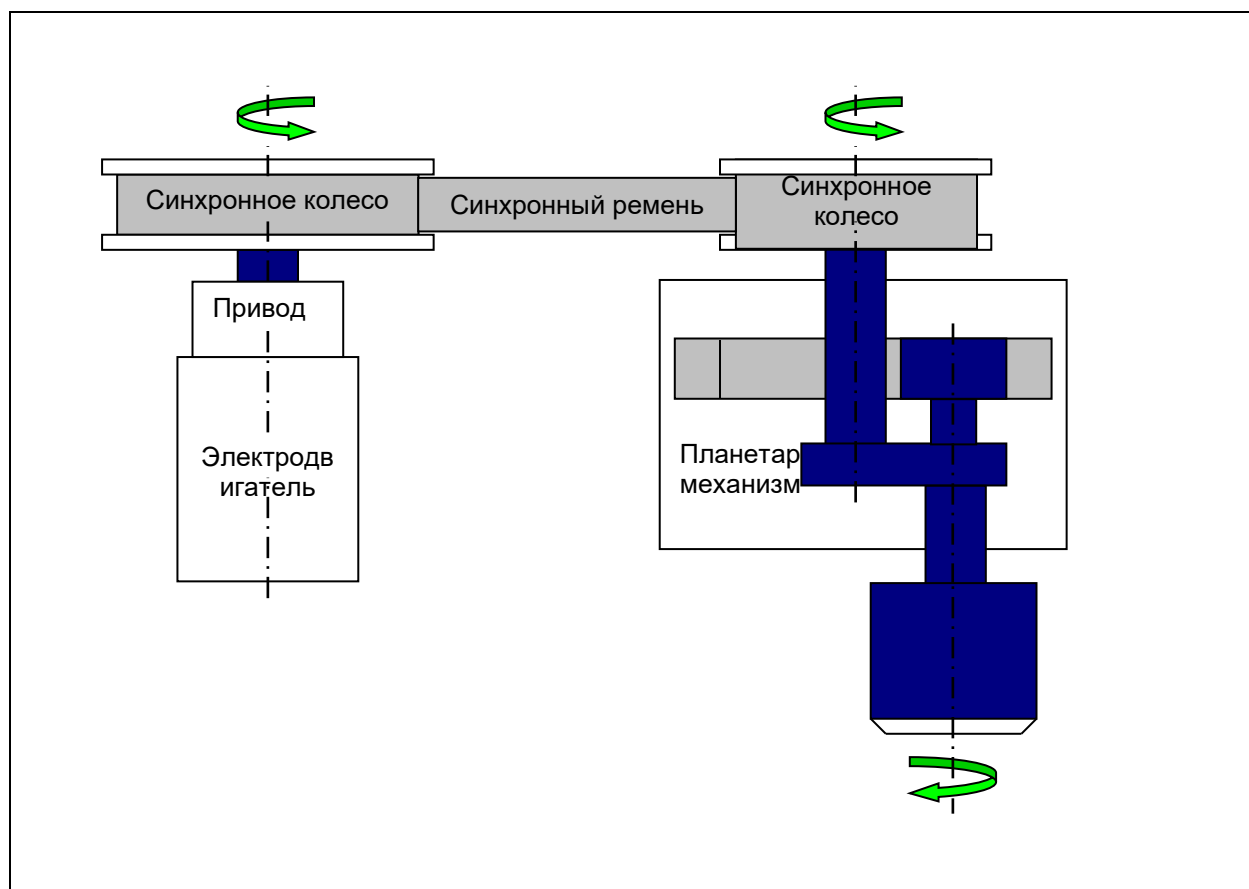 Синхронное колесо
Синхронный ремень
Синхронное
колесо
Привод
Электродв
игатель
Планетар
механизм